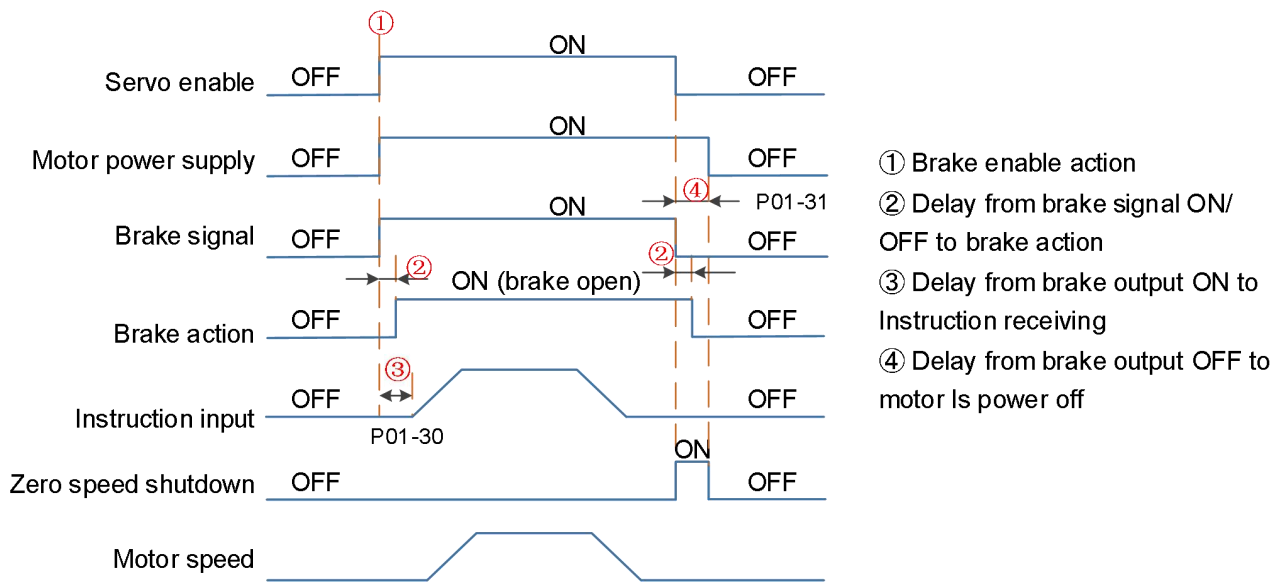 ①
ON
Servo enable OFF OFF
ON
Motor power supply OFF OFF
④
P01-31
ON
Brake signal OFF OFF
② ②
ON (brake open)
Brake action OFF OFF
③
Instruction input OFF OFF
P01-30
ON
Zero speed shutdown OFF OFF
Motor speed
① Brake enable action
② Delay from brake signal ON/
OFF to brake action
③ Delay from brake output ON to
Instruction receiving
④ Delay from brake output OFF to
motor Is power off